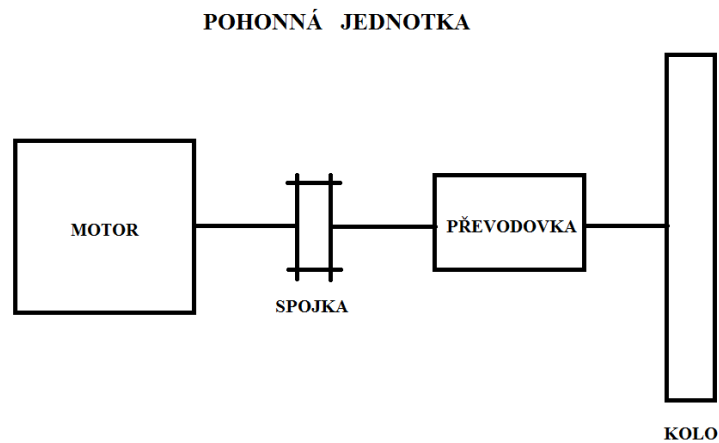 POHONNÁ JEDNOTKA
MOTOR
PŘEVODOVKA
SPOJKA
KOLO